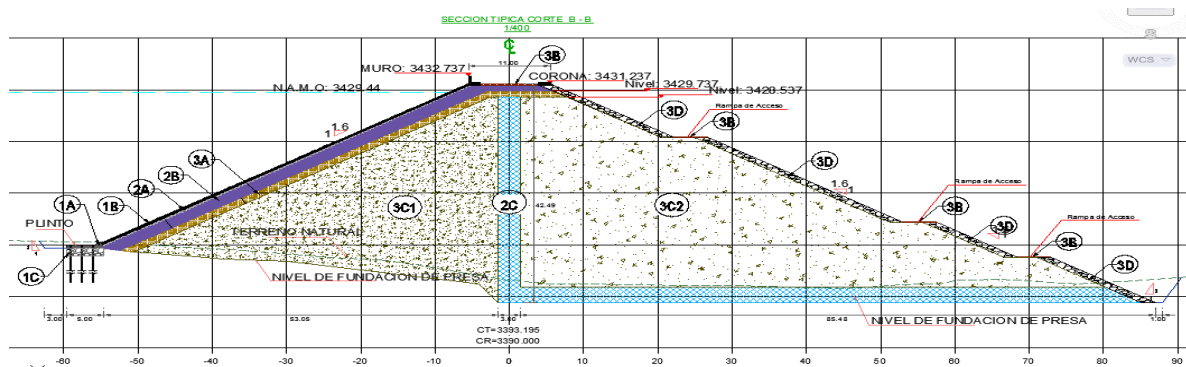 SECCION TIPICA CORTE B - B
1/400
WCS
11.00
3B
MURO: 3432.737
CORONA: 3431.237
Nivel: 3429.737
N.A.M.O: 3429.44
Nivel: 3420.537
Rampa de Acceso
3D
3B
1.6
1
3A
2B
3D
2A
1.6
1
Rampa de Acceso
1B
1A
3C1
2C
42.49
3C2
3B
Rampa de Acceso
PUNTO
TERRENO NATURAL
3D
3B
1C
NIVEL DE FUNDACION DE PRESA
3D
3.00
5.00
53.05
3.00
85.48
NIVEL DE FUNDACION DE PRESA
1.00
CT=3393.195
CR=3390.000
-60
-50
-40
-30
-20
-10
0
10
20
30
40
50
60
70
80
90